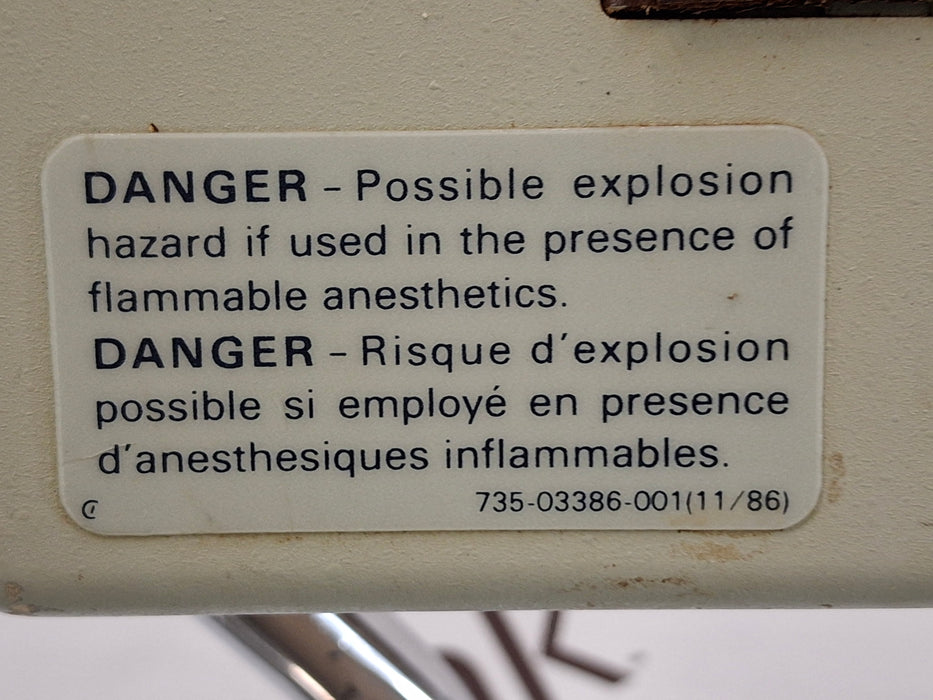 DANGER – Possible explosion
hazard if used in the presence of
flammable anesthetics.
DANGER – Risque d'explosion
possible si employé en presence
d'anesthesiques inflammables.
735-03386-001(11/86)